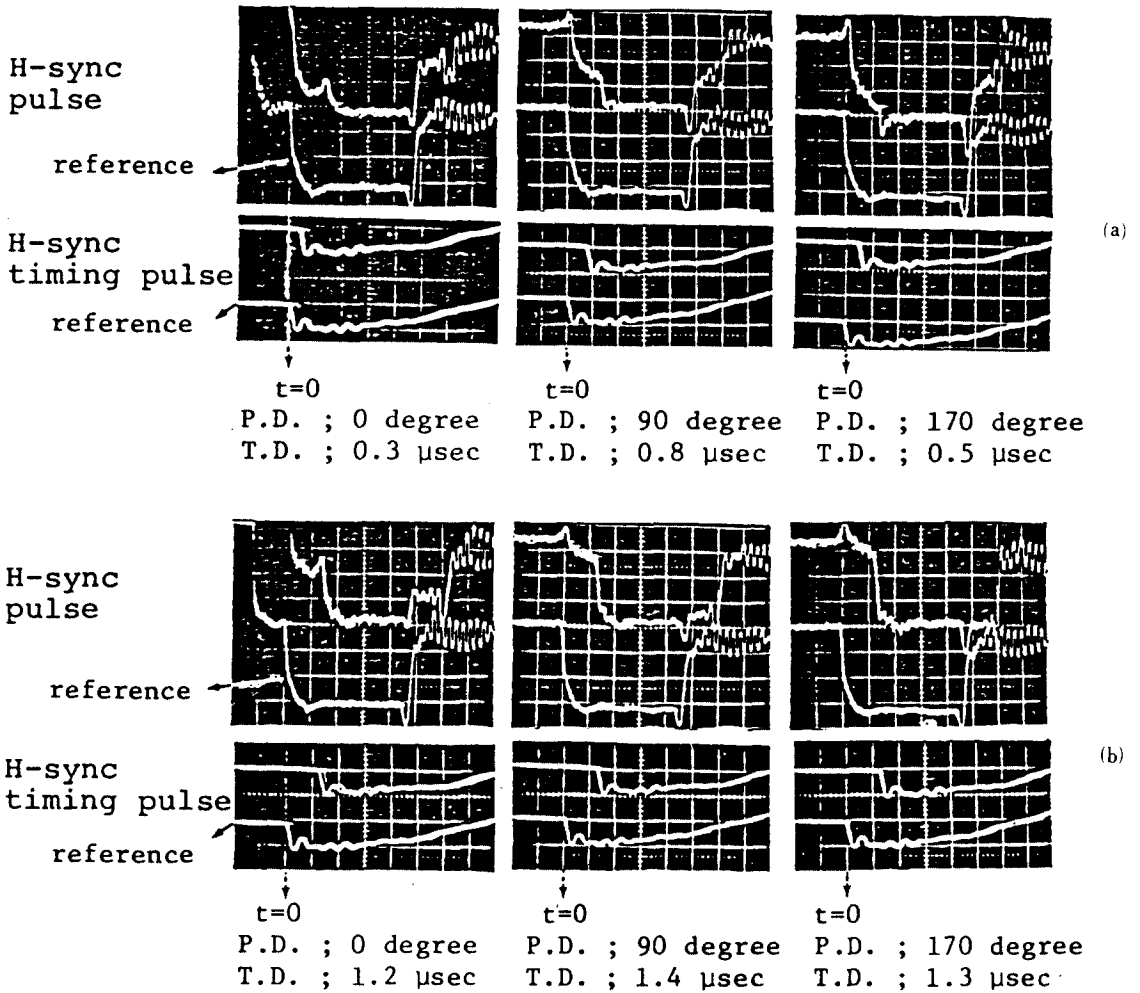 H-sync
pulse
reference
H-sync
timing pulse
reference
(a)
t=0 t=0 t=0
P.D. ; 0 degree P.D. ; 90 degree P.D. ; 170 degree
T.D. ; 0.3 μsec T.D. ; 0.8 μsec T.D. ; 0.5 μsec
H-sync
pulse
reference
H-sync
timing pulse
reference
(b)
t=0 t=0 t=0
P.D. ; 0 degree P.D. ; 90 degree P.D. ; 170 degree
T.D. ; 1.2 μsec T.D. ; 1.4 μsec T.D. ; 1.3 μsec